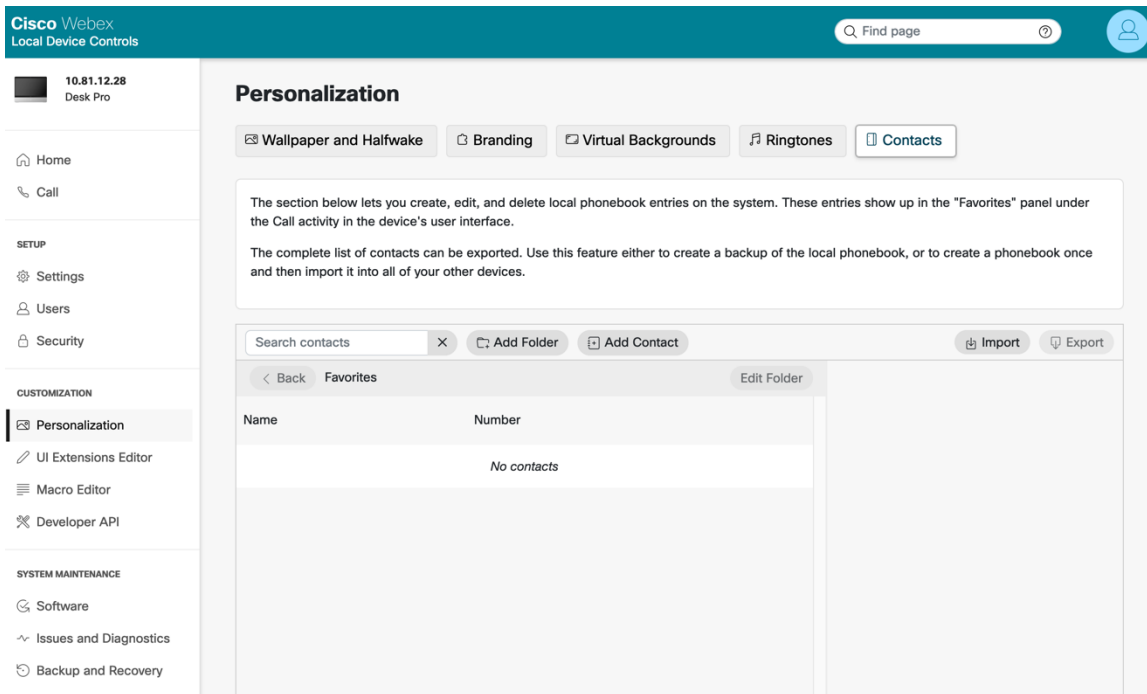 Cisco Webex
Local Device Controls
Find page
10.81.12.28
Desk Pro
Home
Call
SETUP
Settings
Users
Security
CUSTOMIZATION
Personalization
UI Extensions Editor
Macro Editor
Developer API
SYSTEM MAINTENANCE
Software
Issues and Diagnostics
Backup and Recovery
Personalization
Wallpaper and Halfwake Branding Virtual Backgrounds Ringtones Contacts
The section below lets you create, edit, and delete local phonebook entries on the system. These entries show up in the "Favorites" panel under
the Call activity in the device's user interface.
The complete list of contacts can be exported. Use this feature either to create a backup of the local phonebook, or to create a phonebook once
and then import it into all of your other devices.
Search contacts Add Folder Add Contact Import Export
Back Favorites Edit Folder
Name Number
No contacts